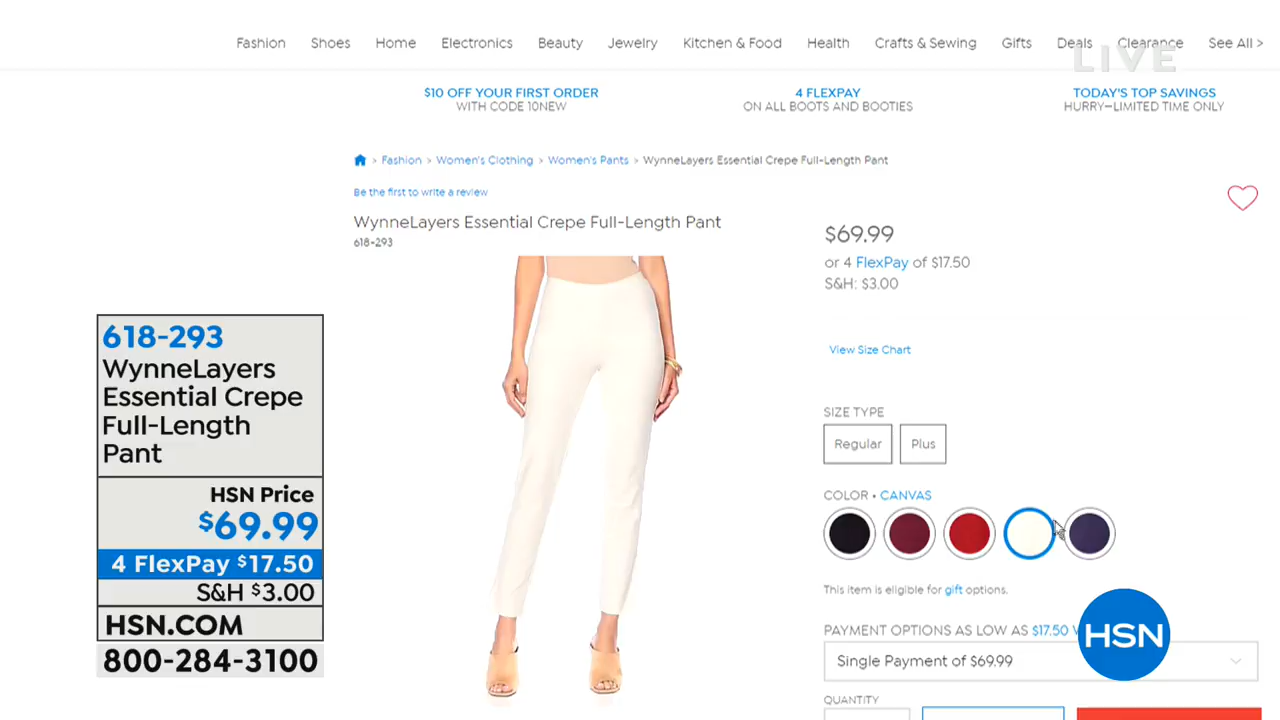 Fashion Shoes Home Electronics Beauty Jewelry Kitchen & Food Health Crafts & Sewing Gifts Deals Clearance See All >
LIVE
$10 OFF YOUR FIRST ORDER
WITH CODE 10NEW
4 FLEXPAY
ON ALL BOOTS AND BOOTIES
TODAY'S TOP SAVINGS
HURRY—LIMITED TIME ONLY
> Fashion > Women's Clothing > Women's Pants > WynneLayers Essential Crepe Full-Length Pant
Be the first to write a review
WynneLayers Essential Crepe Full-Length Pant
618-293
$69.99
or 4 FlexPay of $17.50
S&H: $3.00
View Size Chart
SIZE TYPE
Regular Plus
COLOR • CANVAS
This item is eligible for gift options.
PAYMENT OPTIONS AS LOW AS $17.50
Single Payment of $69.99
QUANTITY
618-293
WynneLayers
Essential Crepe
Full-Length
Pant
HSN Price
$69.99
4 FlexPay $17.50
S&H $3.00
HSN.COM
800-284-3100
HSN